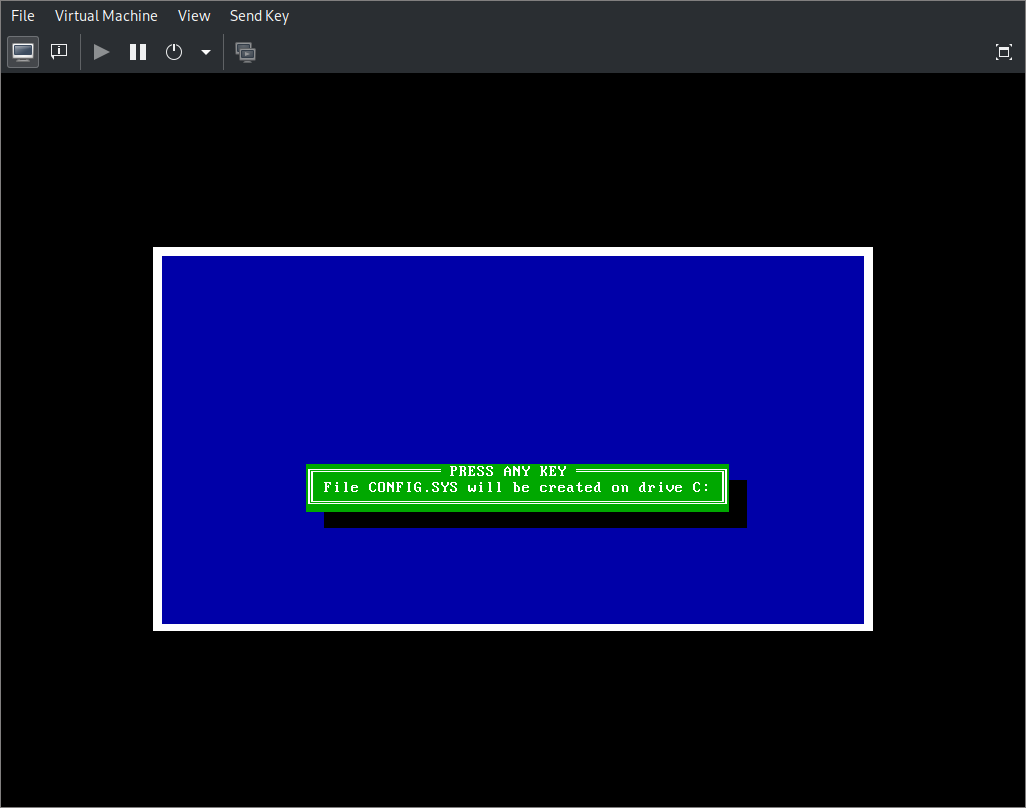 File Virtual Machine View Send Key
PRESS ANY KEY
File CONFIG.SYS will be created on drive C: